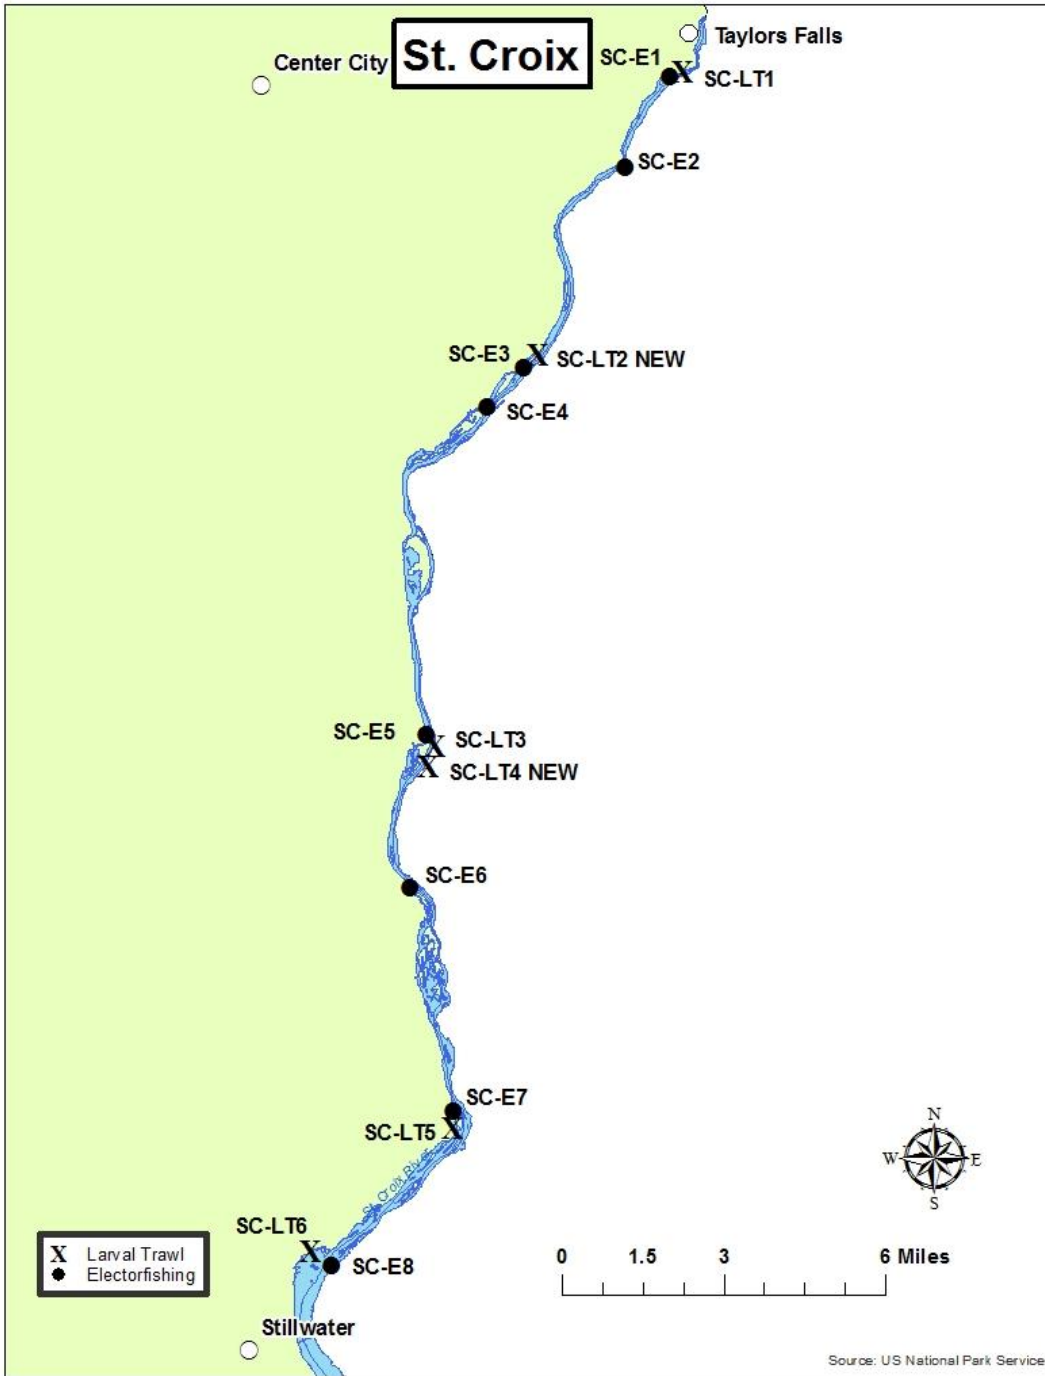 St. Croix
Taylors Falls
Center City
SC-E1
SC-LT1
SC-E2
SC-E3
SC-LT2 NEW
SC-E4
SC-E5
SC-LT3
SC-LT4 NEW
SC-E6
SC-E7
SC-LT5
St. Croix River
N
W E
S
SC-LT6
SC-E8
X Larval Trawl
Electorfishing
0 1.5 3 6 Miles
Stillwater
Source: US National Park Service